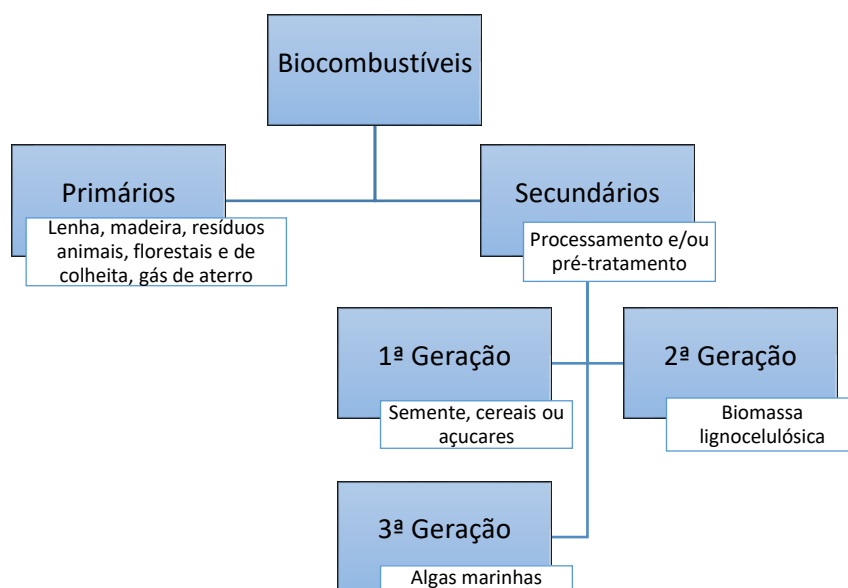 Biocombustíveis
Primários
Lenha, madeira, resíduos
animais, florestais e de
colheita, gás de aterro
Secundários
Processamento e/ou
pré-tratamento
1ª Geração
Semente, cereais ou
açucares
2ª Geração
Biomassa
lignocelulósica
3ª Geração
Algas marinhas